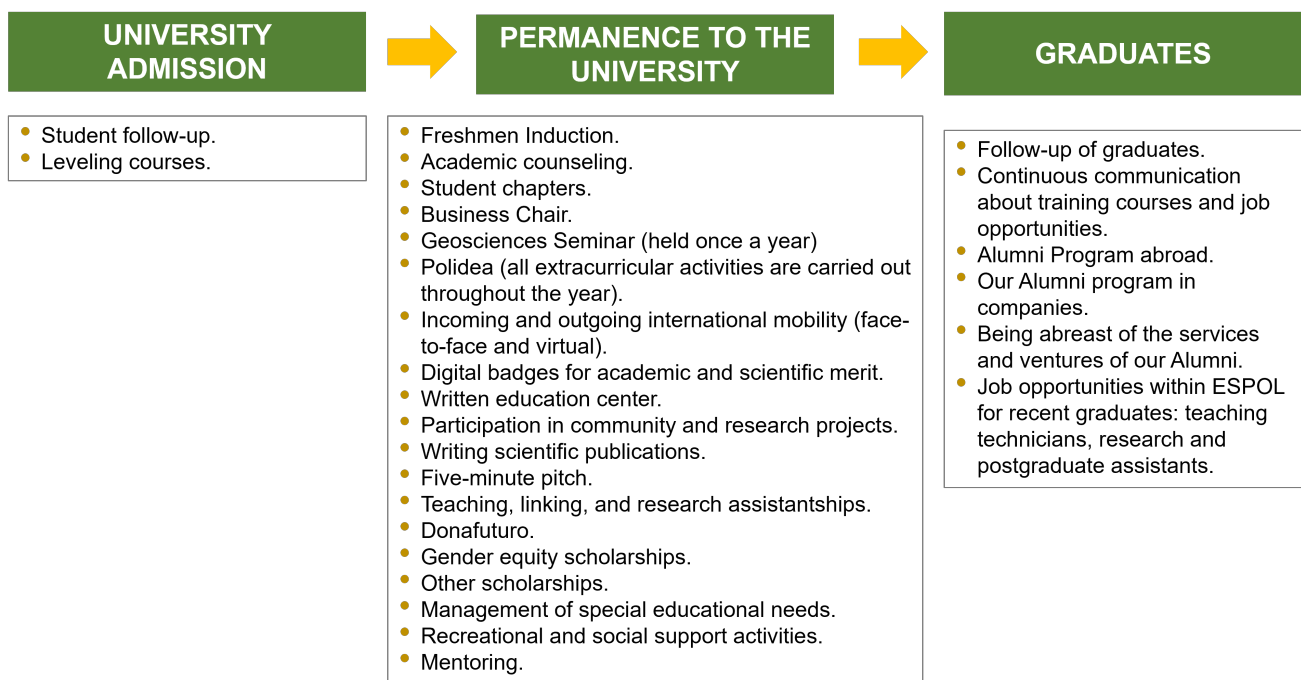 UNIVERSITY
ADMISSION
• Student follow-up.
• Leveling courses.
PERMANENCE TO THE
UNIVERSITY
• Freshmen Induction.
• Academic counseling.
• Student chapters.
• Business Chair.
• Geosciences Seminar (held once a year)
• Polidea (all extracurricular activities are carried out
throughout the year).
• Incoming and outgoing international mobility (face-
to-face and virtual).
• Digital badges for academic and scientific merit.
• Written education center.
• Participation in community and research projects.
• Writing scientific publications.
• Five-minute pitch.
• Teaching, linking, and research assistantships.
• Donafuturo.
• Gender equity scholarships.
• Other scholarships.
• Management of special educational needs.
• Recreational and social support activities.
• Mentoring.
GRADUATES
• Follow-up of graduates.
• Continuous communication
about training courses and job
opportunities.
• Alumni Program abroad.
• Our Alumni program in
companies.
• Being abreast of the services
and ventures of our Alumni.
• Job opportunities within ESPOL
for recent graduates: teaching
technicians, research and
postgraduate assistants.